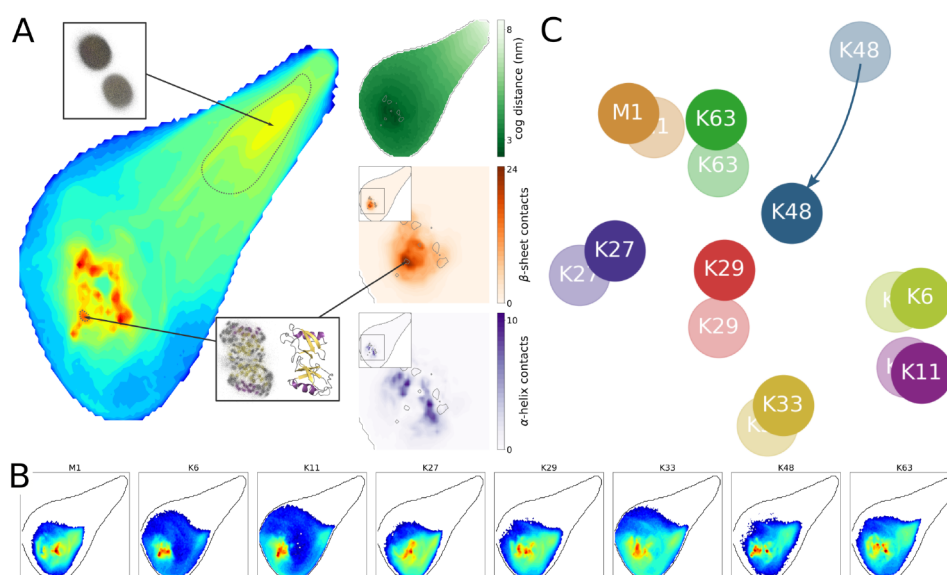 A
8
cog distance (nm)
3
24
β-sheet contacts
0
10
α-helix contacts
0
C
K48
M1
K63
K63
K48
K27
K27
K29
K29
K6
K11
K33
B
M1
K6
K11
K27
K29
K33
K48
K63